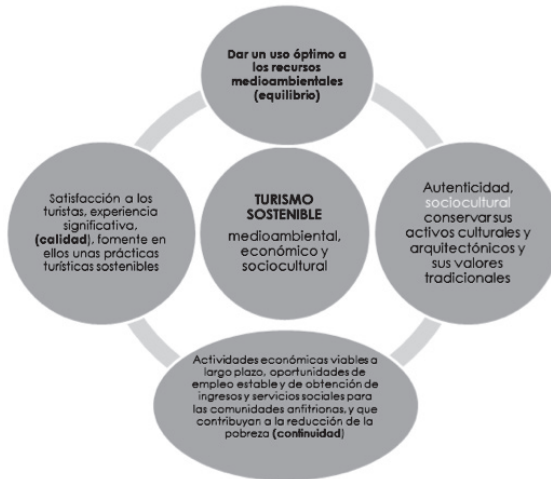 Dar un uso óptimo a
los recursos
medioambientales
(equilibrio)
Satisfacción a los
turistas, experiencia
significativa,
(calidad), fomente en
ellos unas prácticas
turísticas sostenibles
TURISMO
SOSTENIBLE
medioambiental,
económico y
sociocultural
Autenticidad,
sociocultural
conservar sus
activos culturales y
arquitectónicos y
sus valores
tradicionales
Actividades económicas viables a
largo plazo, oportunidades de
empleo estable y de obtención de
ingresos y servicios sociales para
las comunidades anfitrionas, y que
contribuyan a la reducción de la
pobreza (continuidad)